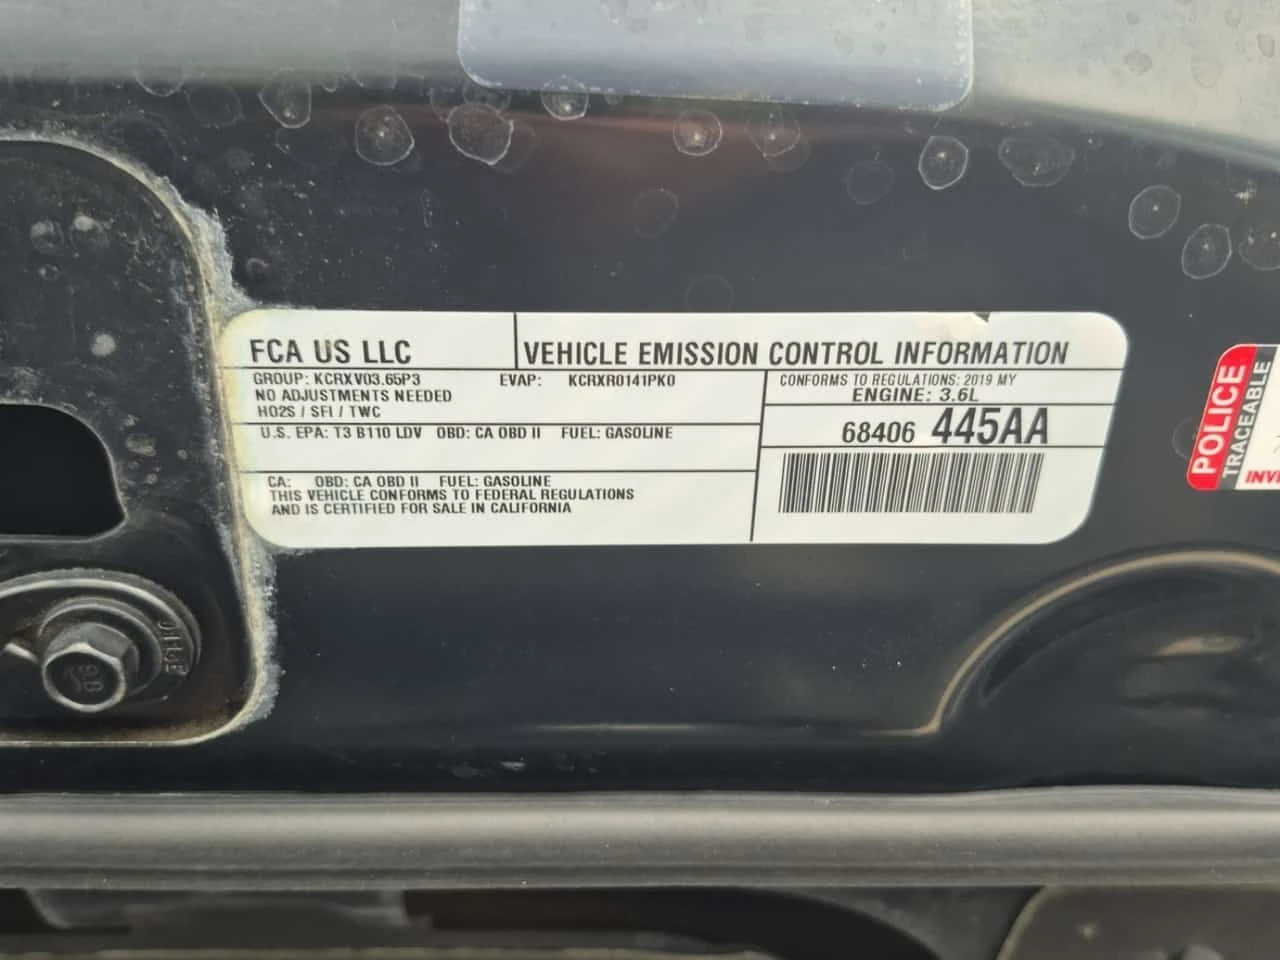 FCA US LLC VEHICLE EMISSION CONTROL INFORMATION
GROUP: KCRXV03.65P3 EVAP: KCRXR0141PK0
NO ADJUSTMENTS NEEDED
HO2S / SFI / TWC
CONFORMS TO REGULATIONS: 2019 MY
ENGINE: 3.6L
U.S. EPA: T3 B110 LDV OBD: CA OBD II FUEL: GASOLINE
68406 445AA
CA: OBD: CA OBD II FUEL: GASOLINE
THIS VEHICLE CONFORMS TO FEDERAL REGULATIONS
AND IS CERTIFIED FOR SALE IN CALIFORNIA
POLICE
TRACEABLE
98